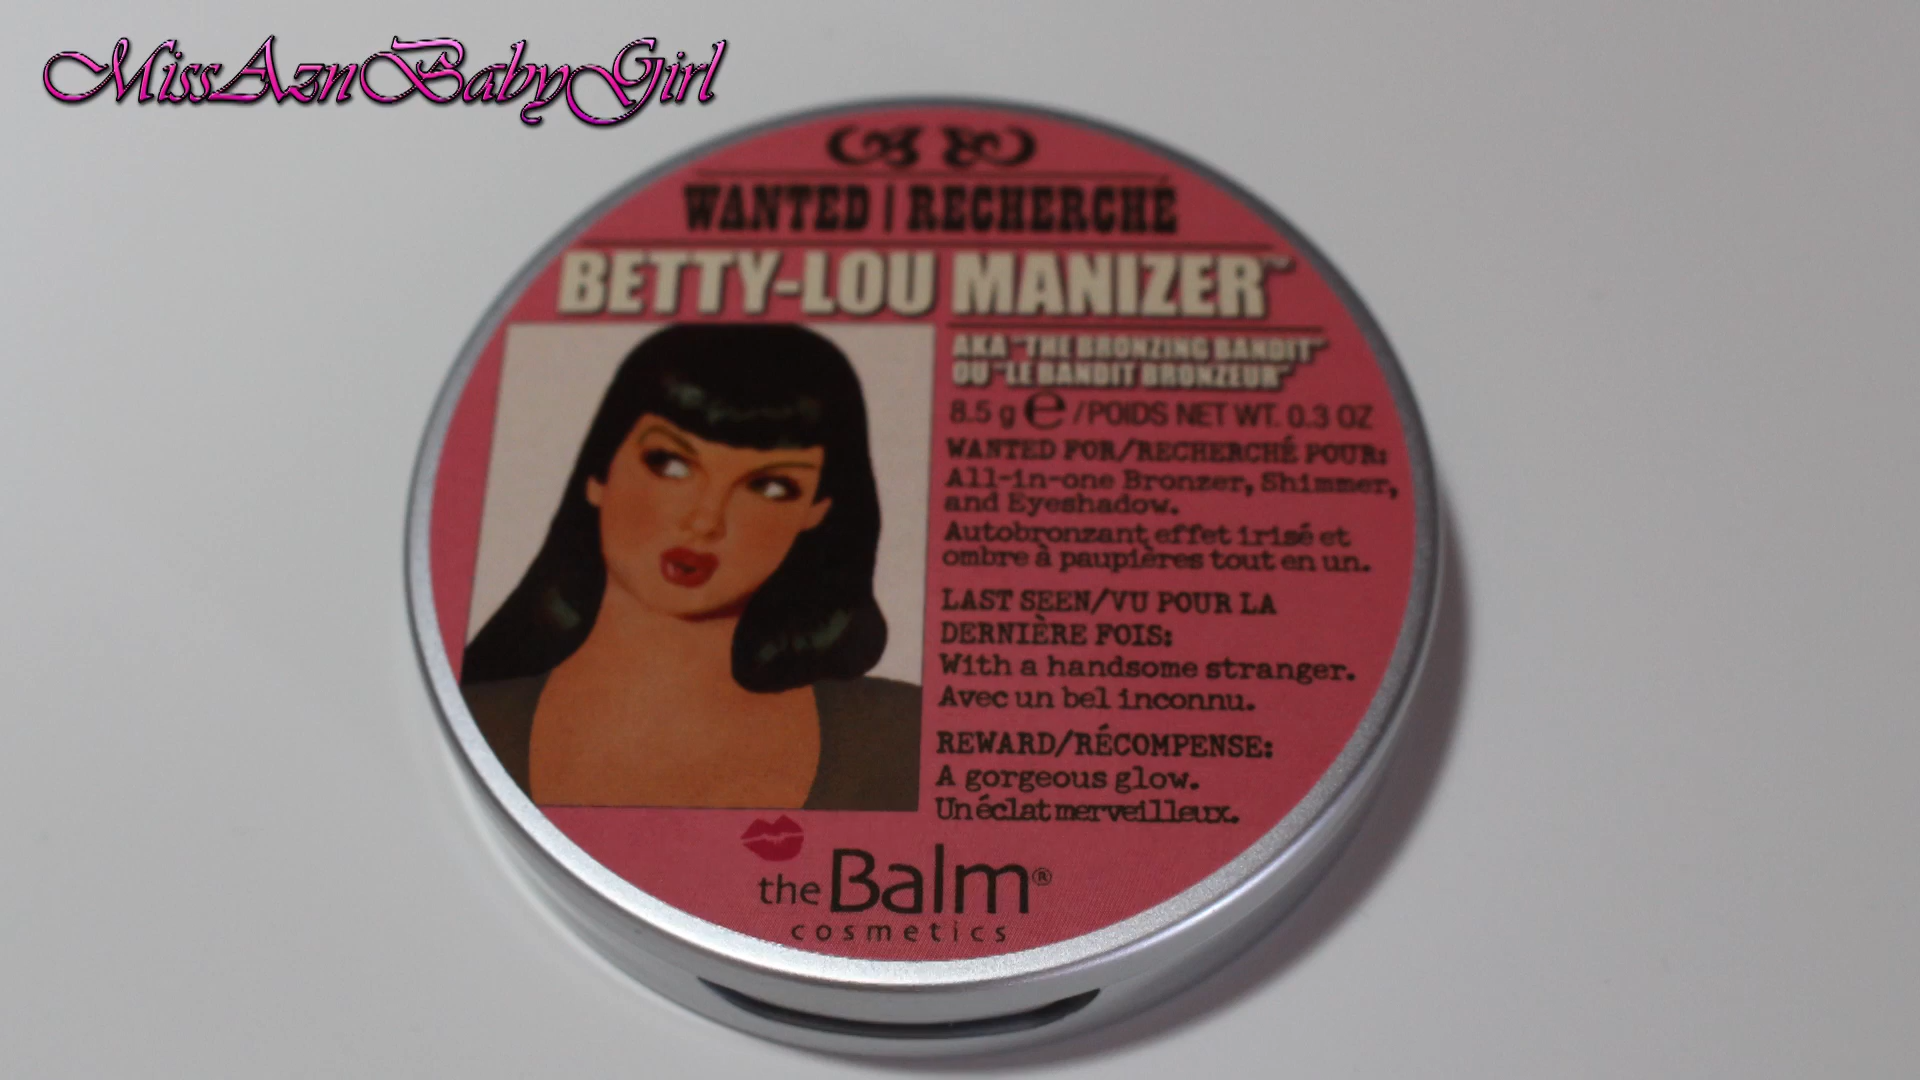 MissAznBabyGirl
WANTED | RECHERCHÉ
BETTY-LOU MANIZER™
AKA "THE BRONZING BANDIT"
OU "LE BANDIT BRONZEUR"
8.5 g ℮ /POIDS NET WT. 0.3 OZ
WANTED FOR/RECHERCHÉ POUR:
All-in-one Bronzer, Shimmer,
and Eyeshadow.
Autobronzant effet irisé et
ombre à paupières tout en un.
LAST SEEN/VU POUR LA
DERNIÈRE FOIS:
With a handsome stranger.
Avec un bel inconnu.
REWARD/RÉCOMPENSE:
A gorgeous glow.
Un éclat merveilleux.
the Balm®
cosmetics